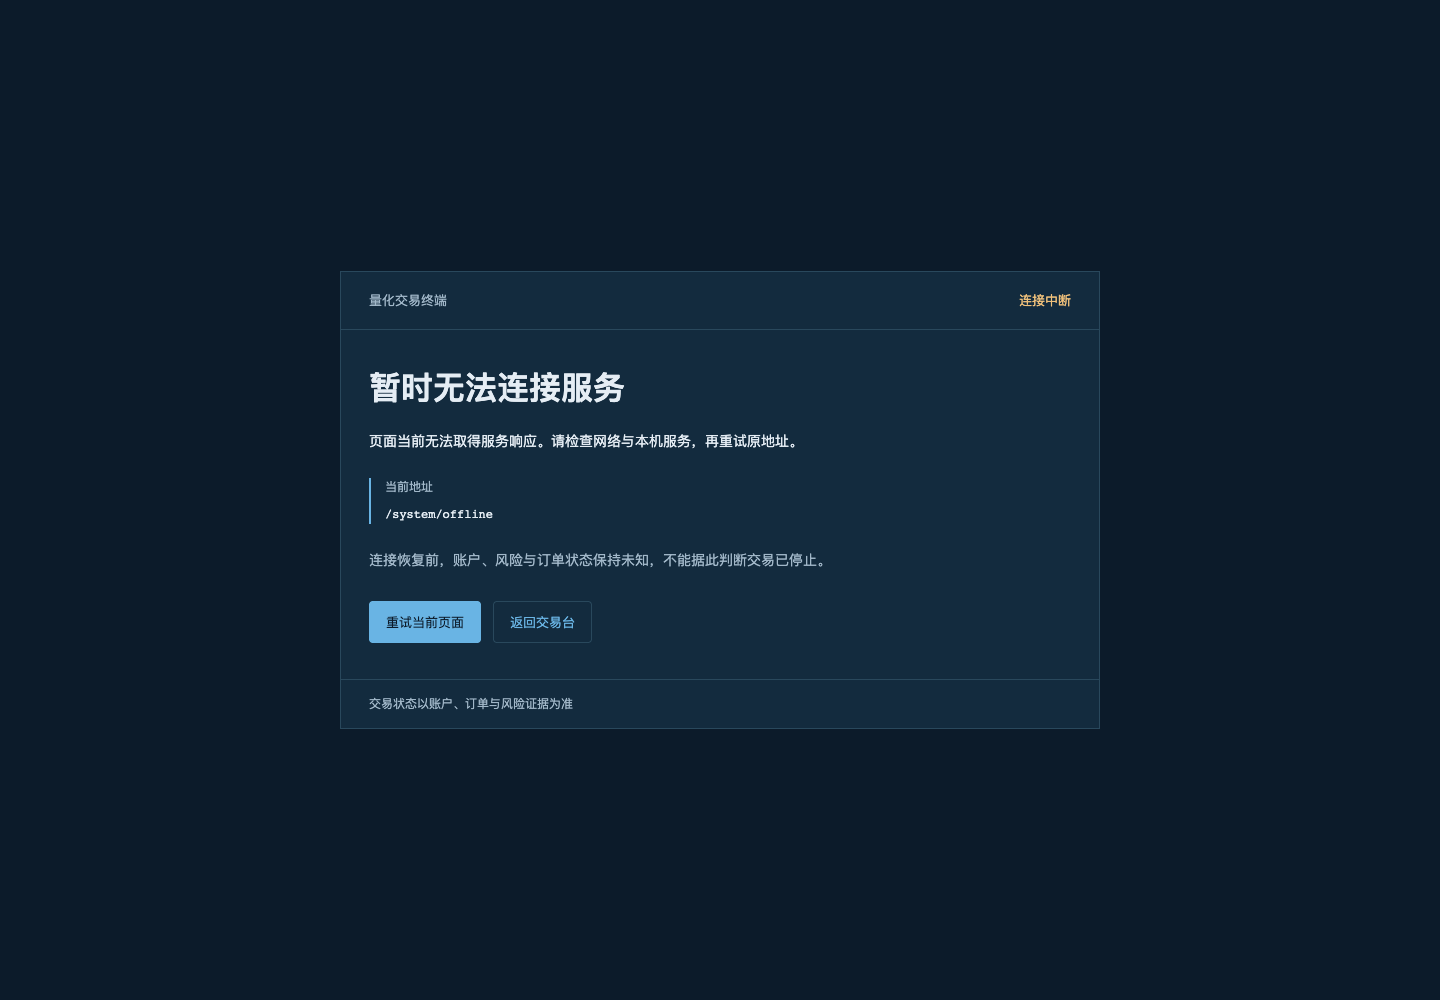 量化交易终端
连接中断
暂时无法连接服务
页面当前无法取得服务响应。请检查网络与本机服务，再重试原地址。
当前地址
/system/offline
连接恢复前，账户、风险与订单状态保持未知，不能据此判断交易已停止。
重试当前页面
返回交易台
交易状态以账户、订单与风险证据为准